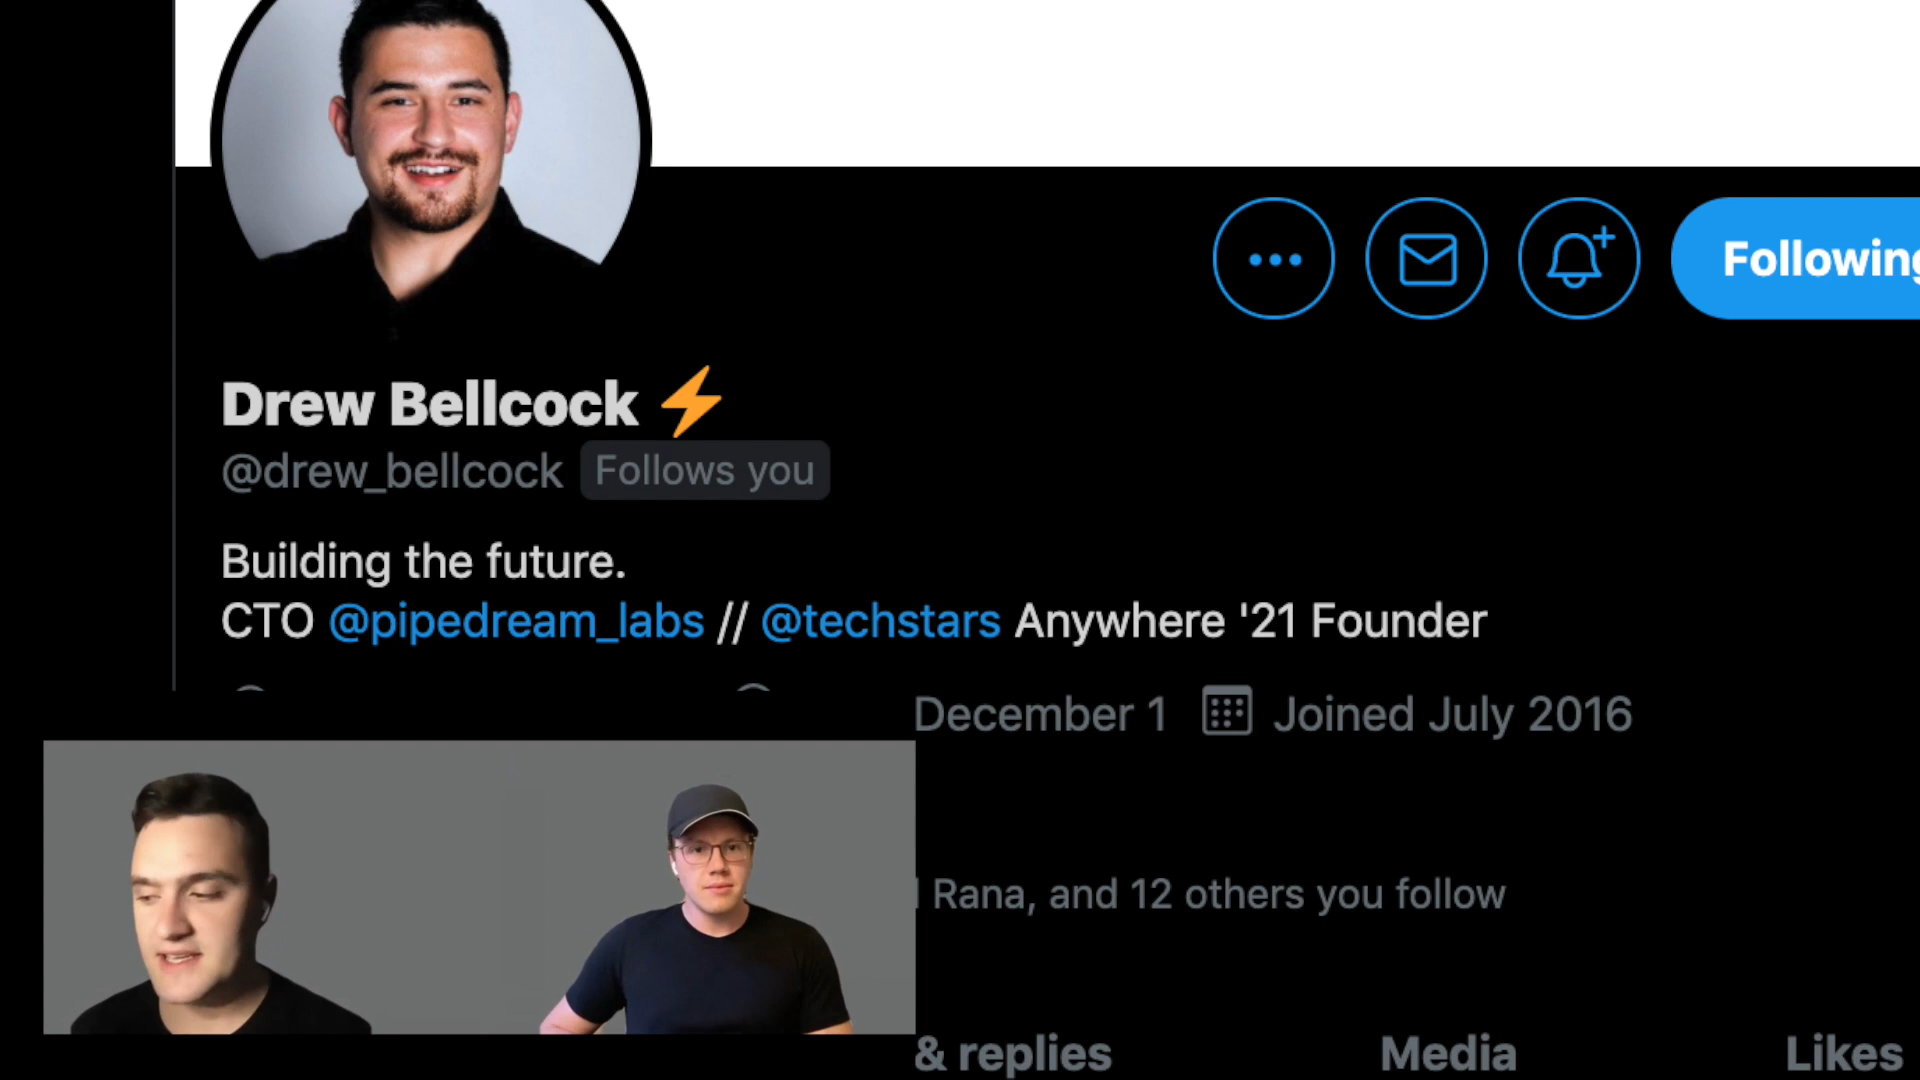 Following
Drew Bellcock ⚡
@drew_bellcock Follows you
Building the future.
CTO @pipedream_labs // @techstars Anywhere '21 Founder
December 1 Joined July 2016
Rana, and 12 others you follow
& replies Media Likes